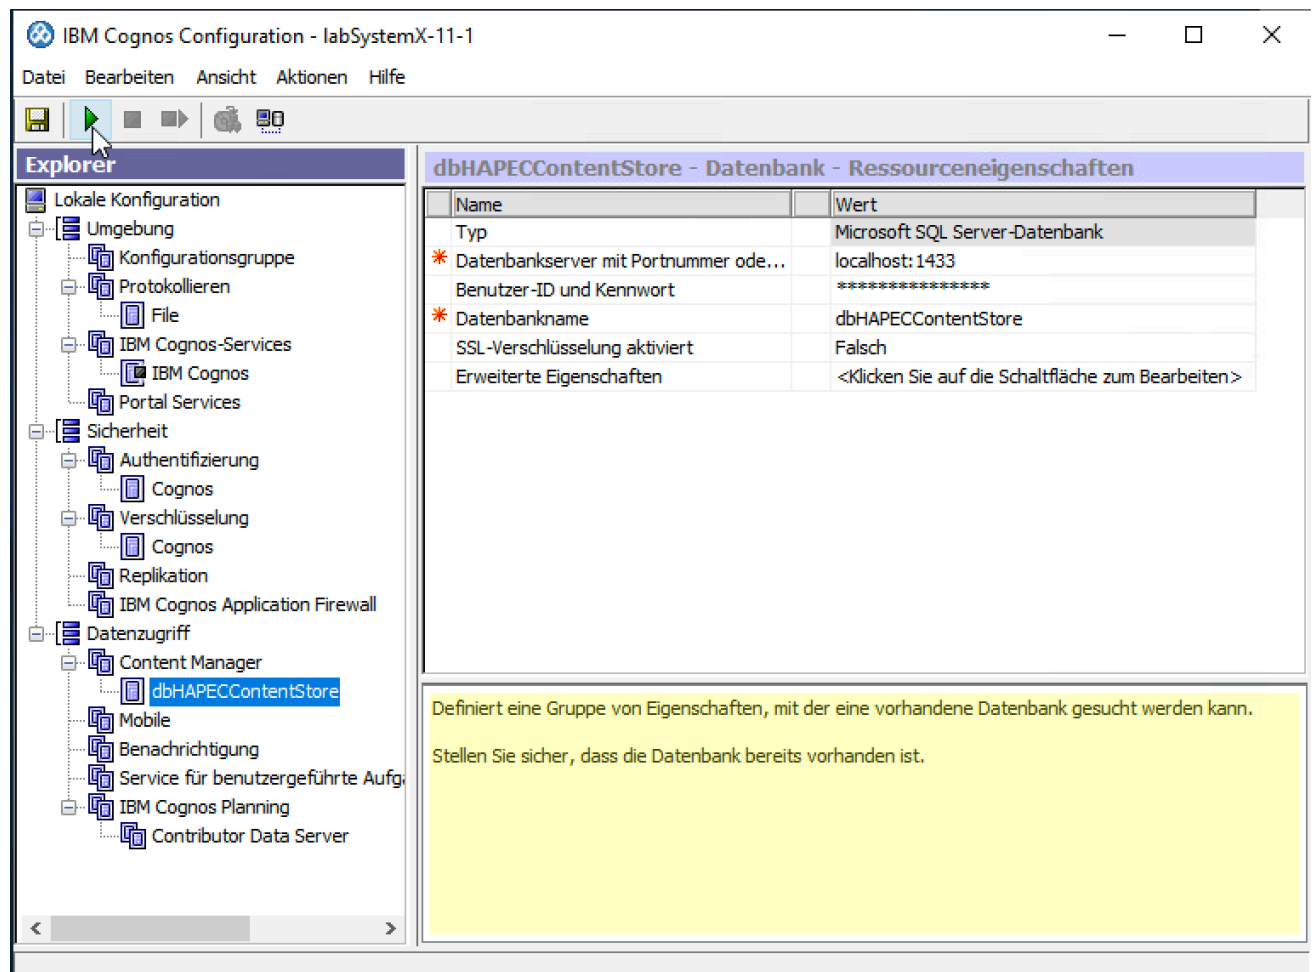 IBM Cognos Configuration - labSystemX-11-1
Datei Bearbeiten Ansicht Aktionen Hilfe
Explorer
Lokale Konfiguration
Umgebung
Konfigurationsgruppe
Protokollieren
File
IBM Cognos-Services
IBM Cognos
Portal Services
Sicherheit
Authentifizierung
Cognos
Verschlüsselung
Cognos
Replikation
IBM Cognos Application Firewall
Datenzugriff
Content Manager
dbHAPECContentStore
Mobile
Benachrichtigung
Service für benutzergeführte Aufga
IBM Cognos Planning
Contributor Data Server
dbHAPECContentStore - Datenbank - Ressourceneigenschaften
Name Wert
Typ Microsoft SQL Server-Datenbank
* Datenbankserver mit Portnummer ode... localhost:1433
Benutzer-ID und Kennwort ***************
* Datenbankname dbHAPECContentStore
SSL-Verschlüsselung aktiviert Falsch
Erweiterte Eigenschaften <Klicken Sie auf die Schaltfläche zum Bearbeiten>
Definiert eine Gruppe von Eigenschaften, mit der eine vorhandene Datenbank gesucht werden kann.
Stellen Sie sicher, dass die Datenbank bereits vorhanden ist.